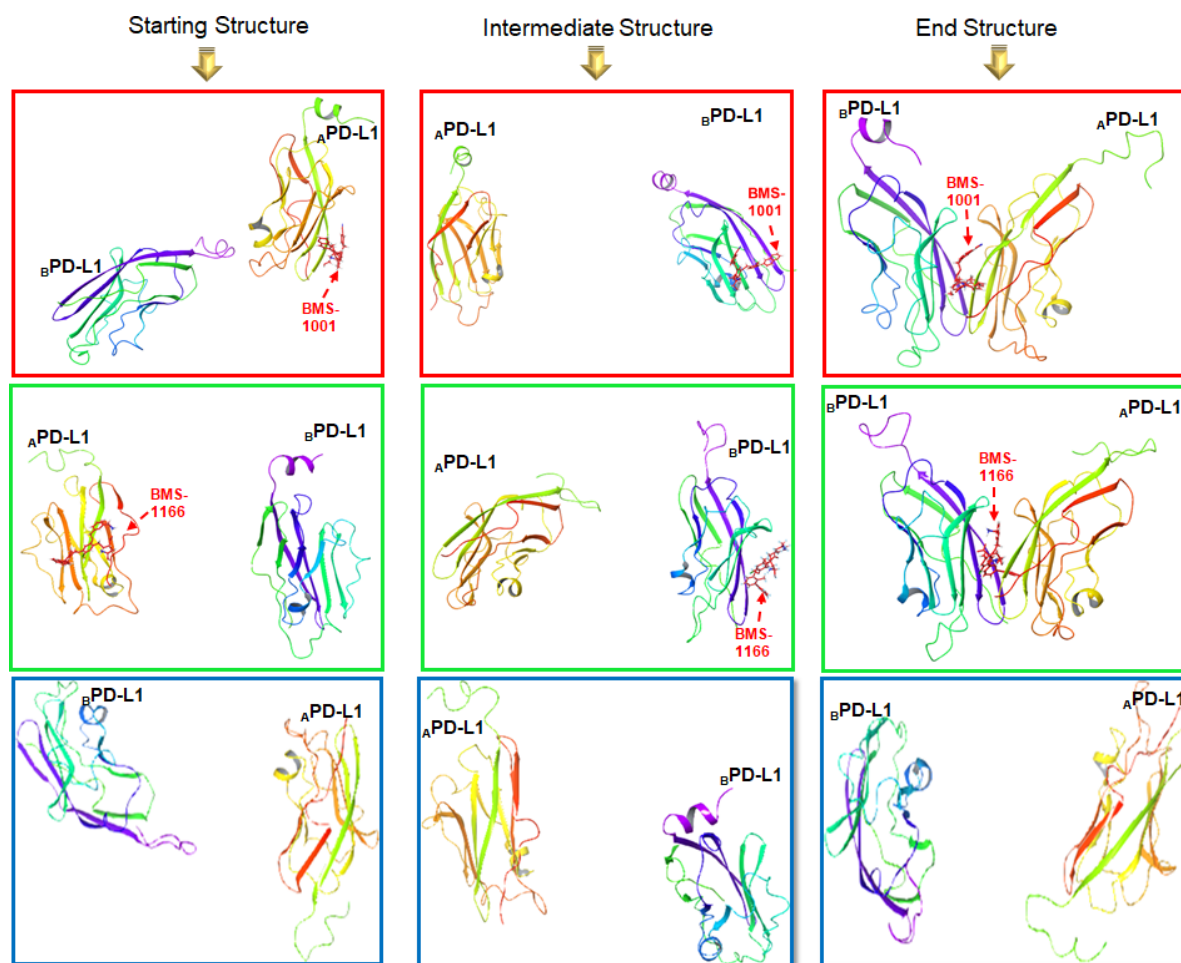 Starting Structure
Intermediate Structure
End Structure
APD-L1
BPD-L1
BMS-
1001
APD-L1
BPD-L1
BMS-
1001
BPD-L1
APD-L1
BMS-
1001
APD-L1
BPD-L1
BMS-
1166
APD-L1
BPD-L1
BMS-
1166
BPD-L1
APD-L1
BMS-
1166
BPD-L1
APD-L1
APD-L1
BPD-L1
BPD-L1
APD-L1